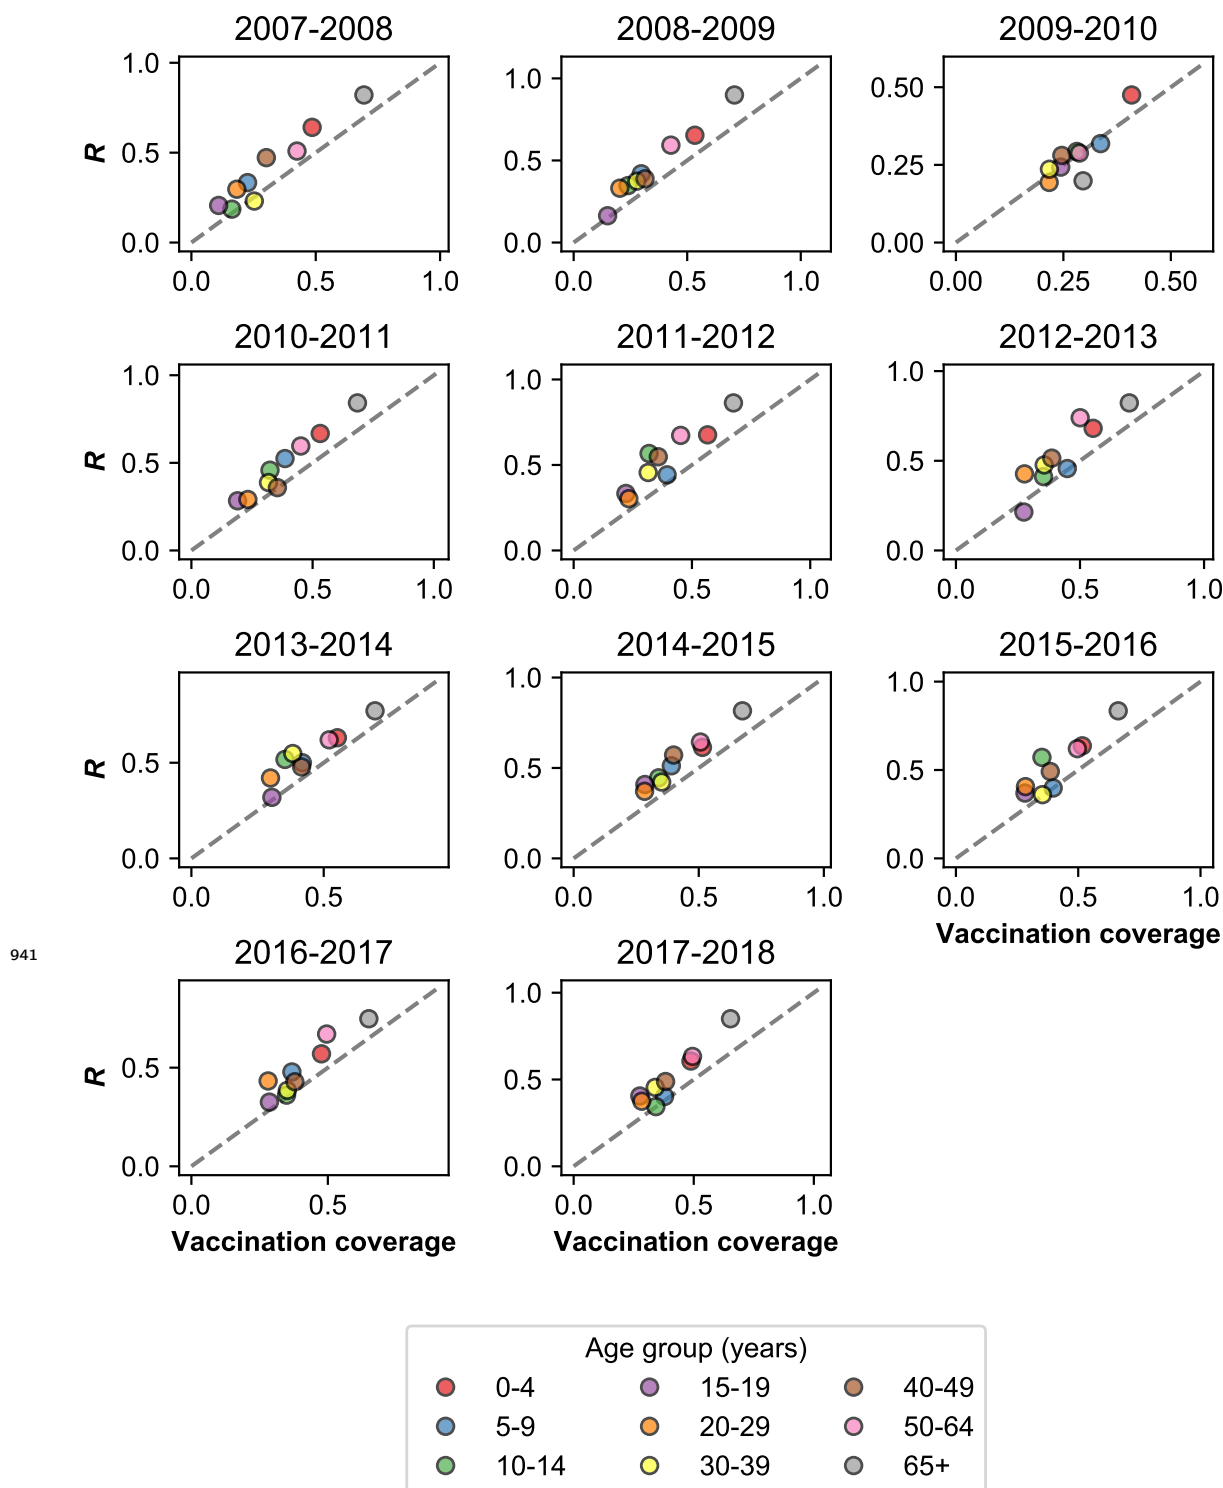 2007-2008 2008-2009 2009-2010
1.0 1.0 0.50
R 0.5 0.5 0.25
0.0 0.0 0.00
0.0 0.5 1.0 0.0 0.5 1.0 0.00 0.25 0.50
2010-2011 2011-2012 2012-2013
1.0 1.0 1.0
R 0.5 0.5 0.5
0.0 0.0 0.0
0.0 0.5 1.0 0.0 0.5 1.0 0.0 0.5 1.0
2013-2014 2014-2015 2015-2016
1.0 1.0
R 0.5 0.5 0.5
0.0 0.0 0.0
0.0 0.5 0.0 0.5 1.0 0.0 0.5 1.0
Vaccination coverage
941
2016-2017 2017-2018
1.0
R 0.5 0.5
0.0 0.0
0.0 0.5 0.0 0.5 1.0
Vaccination coverage Vaccination coverage
Age group (years)
0-4 15-19 40-49
5-9 20-29 50-64
10-14 30-39 65+